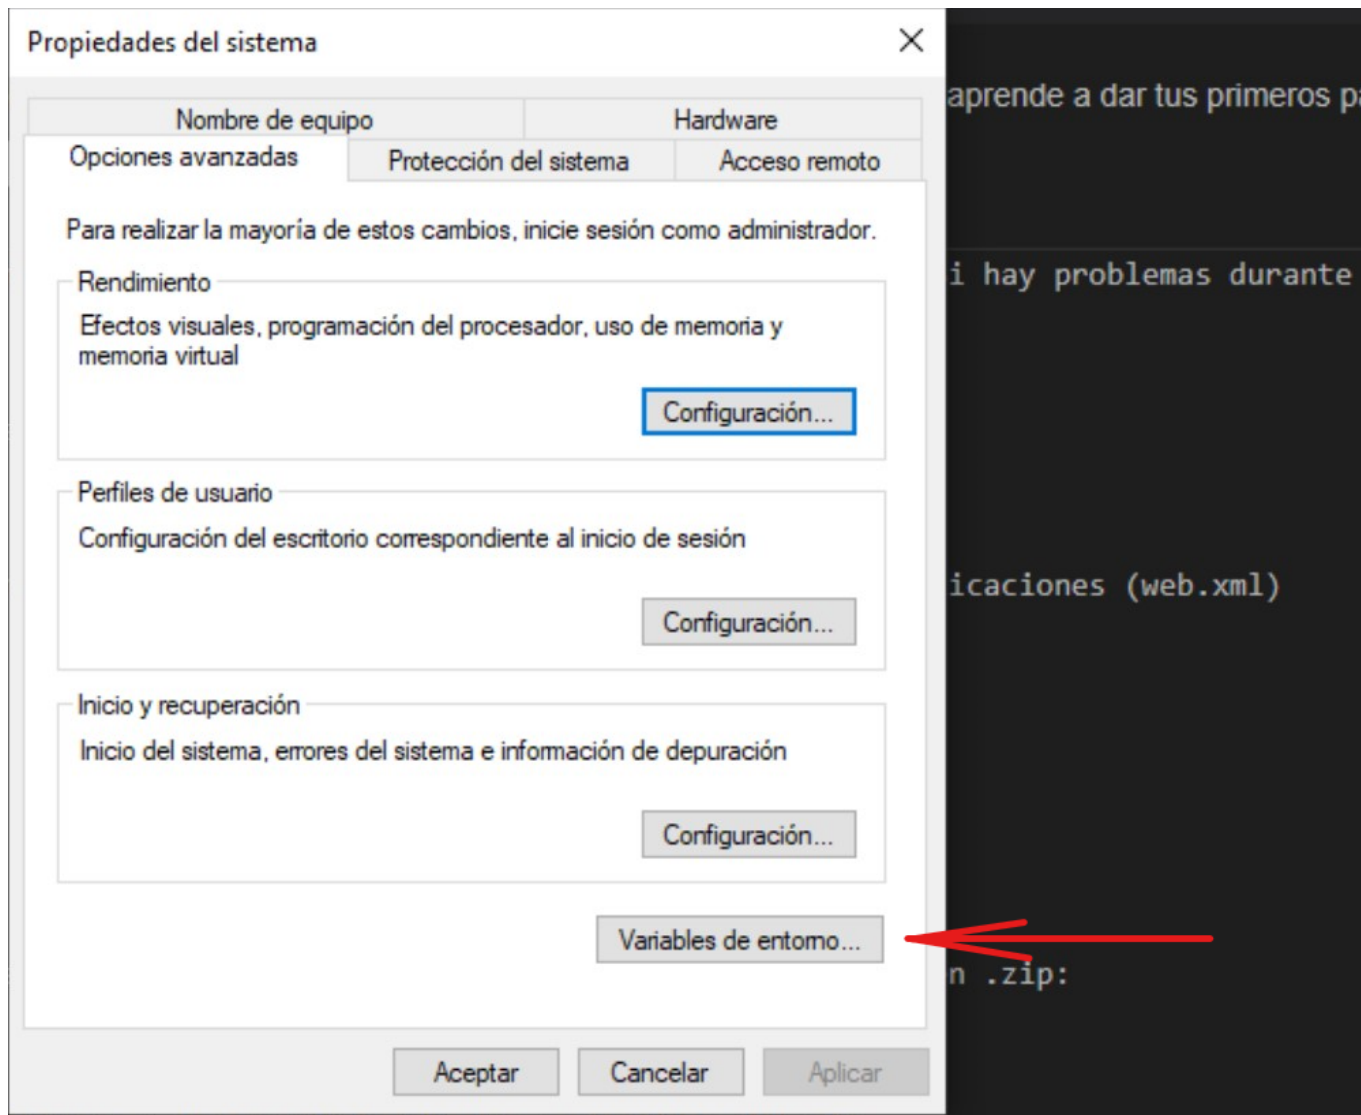 Propiedades del sistema
Nombre de equipo
Hardware
Opciones avanzadas
Protección del sistema
Acceso remoto
Para realizar la mayoría de estos cambios, inicie sesión como administrador.
Rendimiento
Efectos visuales, programación del procesador, uso de memoria y
memoria virtual
Configuración...
Perfiles de usuario
Configuración del escritorio correspondiente al inicio de sesión
Configuración...
Inicio y recuperación
Inicio del sistema, errores del sistema e información de depuración
Configuración...
Variables de entorno...
Aceptar
Cancelar
Aplicar
aprende a dar tus primeros pa
i hay problemas durante
icaciones (web.xml)
n .zip: